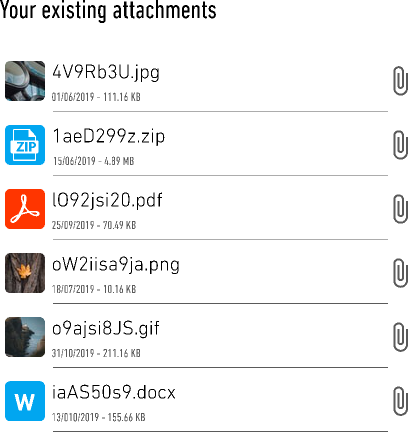 Your existing attachments
4V9Rb3U.jpg
01/06/2019 - 111.16 KB
ZIP
1aeD299z.zip
15/06/2019 - 4.89 MB
lO92jsi20.pdf
25/09/2019 - 70.49 KB
oW2iisa9ja.png
18/07/2019 - 10.16 KB
o9ajsi8JS.gif
31/10/2019 - 211.16 KB
W
iaAS50s9.docx
13/010/2019 - 155.66 KB